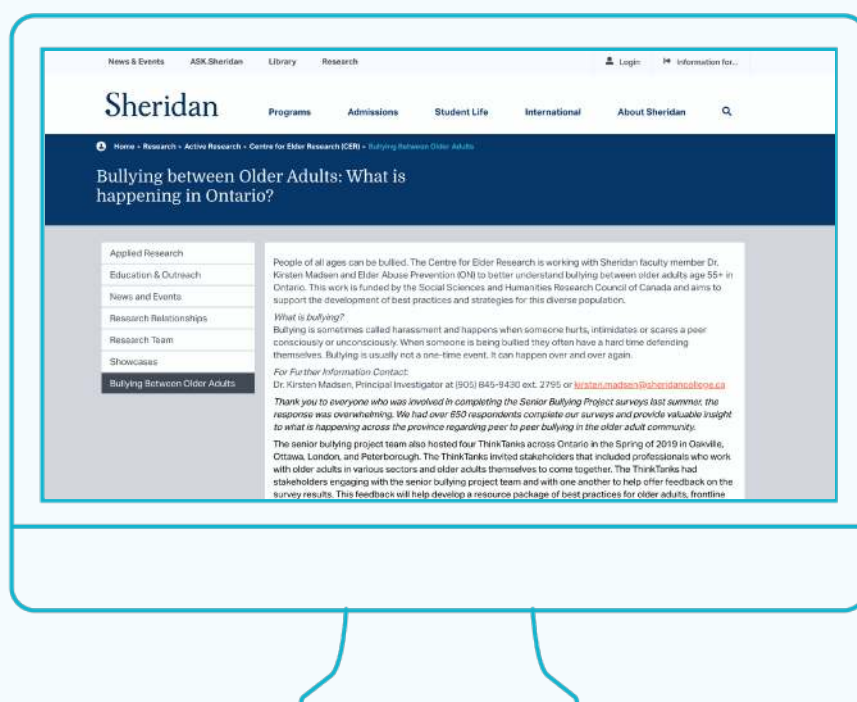 News & Events ASK.Sheridan Library Research Login Information for..
Sheridan Programs Admissions Student Life International About Sheridan
Home • Research • Active Research • Centre for Elder Research (CER) • Bullying Between Older Adults
Bullying between Older Adults: What is
happening in Ontario?
Applied Research
Education & Outreach
News and Events
Research Relationships
Research Team
Showcases
Bullying Between Older Adults
People of all ages can be bullied. The Centre for Elder Research is working with Sheridan faculty member Dr.
Kirsten Madsen and Elder Abuse Prevention (ON) to better understand bullying between older adults age 55+ in
Ontario. This work is funded by the Social Sciences and Humanities Research Council of Canada and aims to
support the development of best practices and strategies for this diverse population.
What is bullying?
Bullying is sometimes called harassment and happens when someone hurts, intimidates or scares a peer
consciously or unconsciously. When someone is being bullied they often have a hard time defending
themselves. Bullying is usually not a one-time event. It can happen over and over again.
For Further Information Contact:
Dr. Kirsten Madsen, Principal Investigator at (905) 845-9430 ext. 2795 or kirsten.madsen@sheridancollege.ca
Thank you to everyone who was involved in completing the Senior Bullying Project surveys last summer, the
response was overwhelming. We had over 650 respondents complete our surveys and provide valuable insight
to what is happening across the province regarding peer to peer bullying in the older adult community.
The senior bullying project team also hosted four ThinkTanks across Ontario in the Spring of 2019 in Oakville,
Ottawa, London, and Peterborough. The ThinkTanks invited stakeholders that included professionals who work
with older adults in various sectors and older adults themselves to come together. The ThinkTanks had
stakeholders engaging with the senior bullying project team and with one another to help offer feedback on the
survey results. This feedback will help develop a resource package of best practices for older adults, frontline